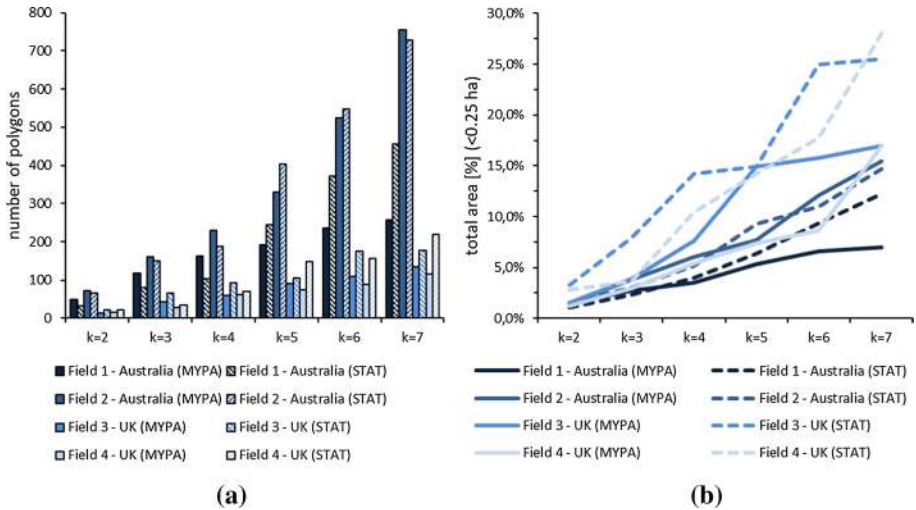 800
700
600
500
400
300
200
100
0
number of polygons
k=2 k=3 k=4 k=5 k=6 k=7
Field 1 - Australia (MYPA) Field 1 - Australia (STAT)
Field 2 - Australia (MYPA) Field 2 - Australia (STAT)
Field 3 - UK (MYPA) Field 3 - UK (STAT)
Field 4 - UK (MYPA) Field 4 - UK (STAT)
(a)
30,0%
25,0%
20,0%
15,0%
10,0%
5,0%
0,0%
total area [%] (<0.25 ha)
k=2 k=3 k=4 k=5 k=6 k=7
Field 1 - Australia (MYPA) Field 1 - Australia (STAT)
Field 2 - Australia (MYPA) Field 2 - Australia (STAT)
Field 3 - UK (MYPA) Field 3 - UK (STAT)
Field 4 - UK (MYPA) Field 4 - UK (STAT)
(b)